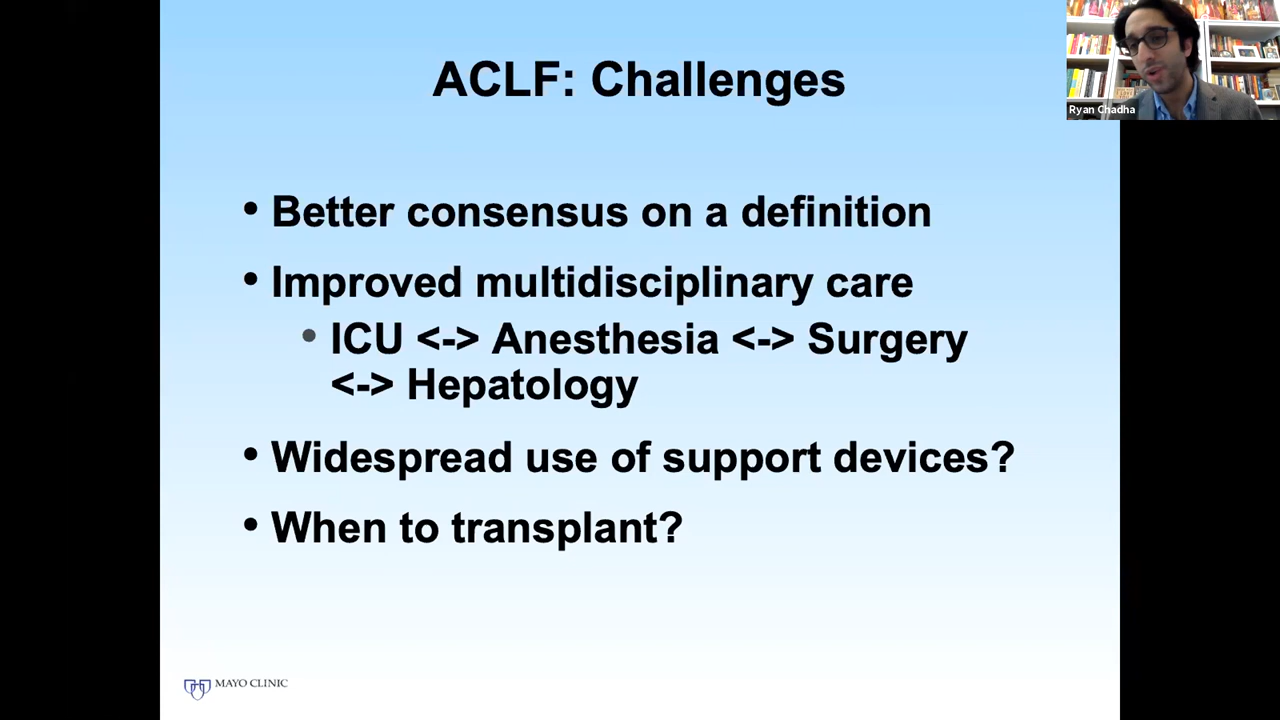 ACLF: Challenges
Ryan Chadha
• Better consensus on a definition
• Improved multidisciplinary care
• ICU <-> Anesthesia <-> Surgery
<-> Hepatology
• Widespread use of support devices?
• When to transplant?
MAYO CLINIC